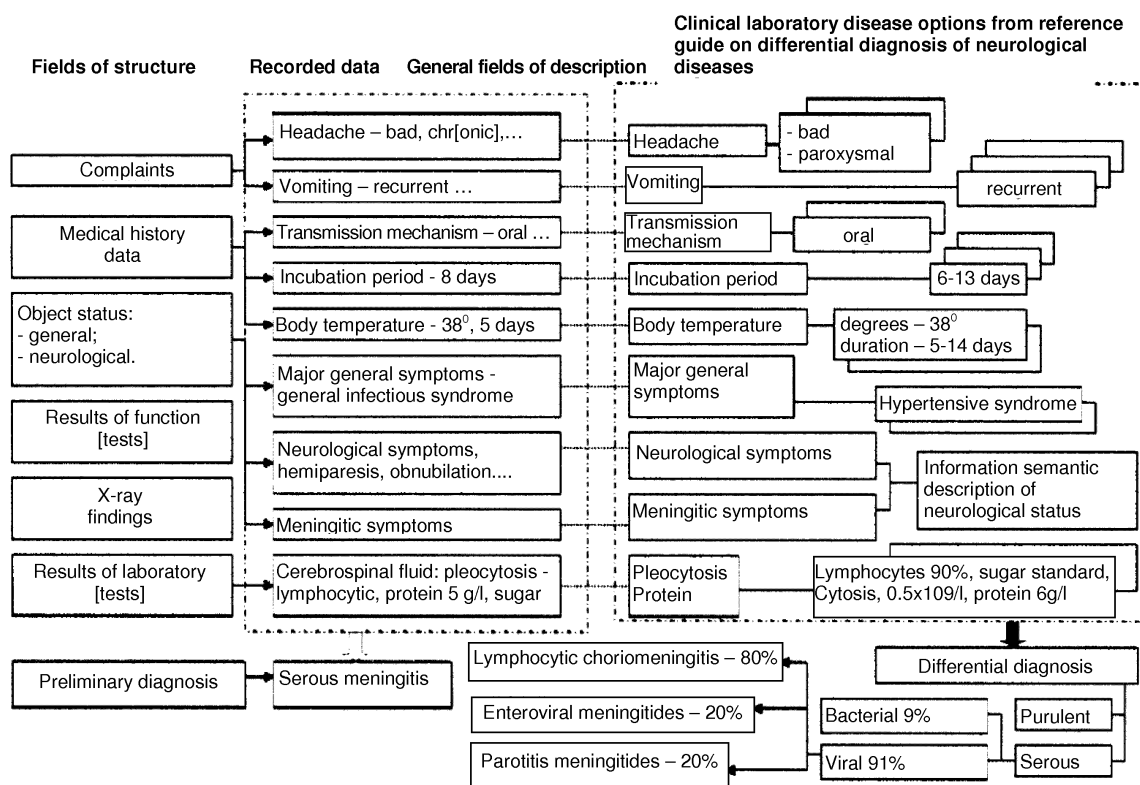 Clinical laboratory disease options from reference
guide on differential diagnosis of neurological
diseases
Fields of structure
Recorded data
General fields of description
Complaints
Medical history
data
Object status:
- general;
- neurological.
Results of function
[tests]
X-ray
findings
Results of laboratory
[tests]
Preliminary diagnosis
Headache – bad, chr[onic],…
Vomiting – recurrent …
Transmission mechanism – oral …
Incubation period - 8 days
Body temperature - 38⁰, 5 days
Major general symptoms -
general infectious syndrome
Neurological symptoms,
hemiparesis, obnubilation....
Meningitic symptoms
Cerebrospinal fluid: pleocytosis -
lymphocytic, protein 5 g/l, sugar
Serous meningitis
Headache
- bad
- paroxysmal
Vomiting
recurrent
Transmission
mechanism
oral
Incubation period
6-13 days
Body temperature
degrees – 38⁰
duration – 5-14 days
Major general
symptoms
Hypertensive syndrome
Neurological symptoms
Meningitic symptoms
Information semantic
description of
neurological status
Pleocytosis
Protein
Lymphocytes 90%, sugar standard,
Cytosis, 0.5x109/l, protein 6g/l
Differential diagnosis
Purulent
Serous
Bacterial 9%
Viral 91%
Lymphocytic choriomeningitis – 80%
Enteroviral meningitides – 20%
Parotitis meningitides – 20%